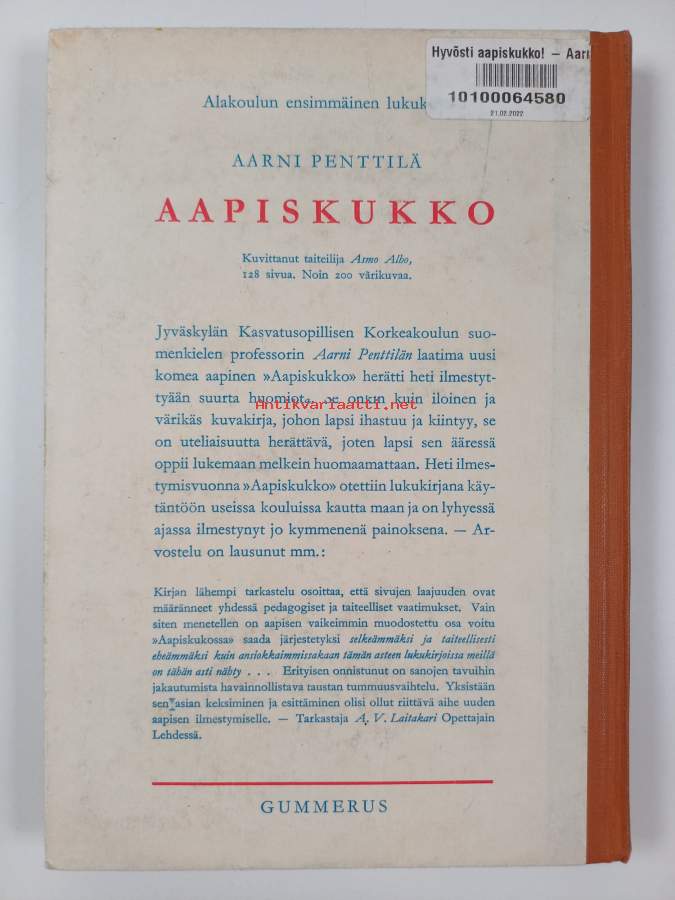 Hyvösti aapiskukko! – Aarn
10100064580
21.02.2022
Alakoulun ensimmäinen
AARNI PENTTILÄ
AAPISKUKKO
Kuvittanut taiteilija Asmo Alho,
128 sivua. Noin 200 värikuvaa.
Jyväskylän Kasvatusopillisen Korkeakoulun suo-
menkielen professorin Aarni Penttilän laatima uusi
komea aapinen »Aapiskukko» herätti heti ilmestyt-
tyään suurta huomiota, se onkin kuin iloinen ja
Antikvariaatti.net
värikäs kuvakirja, johon lapsi ihastuu ja kiintyy, se
on uteliaisuutta herättävä, joten lapsi sen ääressä
oppii lukemaan melkein huomaamattaan. Heti ilmes-
tymisvuonna »Aapiskukko» otettiin lukukirjana käy-
täntöön useissa kouluissa kautta maan ja on lyhyessä
ajassa ilmestynyt jo kymmenenä painoksena. — Ar-
vostelu on lausunut mm.:
Kirjan lähempi tarkastelu osoittaa, että sivujen laajuuden ovat
määränneet yhdessä pedagogiset ja taiteelliset vaatimukset. Vain
siten menetellen on aapisen vaikeimmin muodostettu osa voitu
»Aapiskukossa» saada järjestetyksi selkeämmäksi ja taiteellisesti
eheämmäksi kuin ansiokkaimmissakaan tämän asteen lukukirjoissa meillä
on tähän asti nähty . . . Erityisen onnistunut on sanojen tavuihin
jakautumista havainnollistava taustan tummuusvaihtelu. Yksistään
sen asian keksiminen ja esittäminen olisi ollut riittävä aihe uuden
aapisen ilmestymiselle. — Tarkastaja A. V. Laitakari Opettajain
Lehdessä.
GUMMERUS